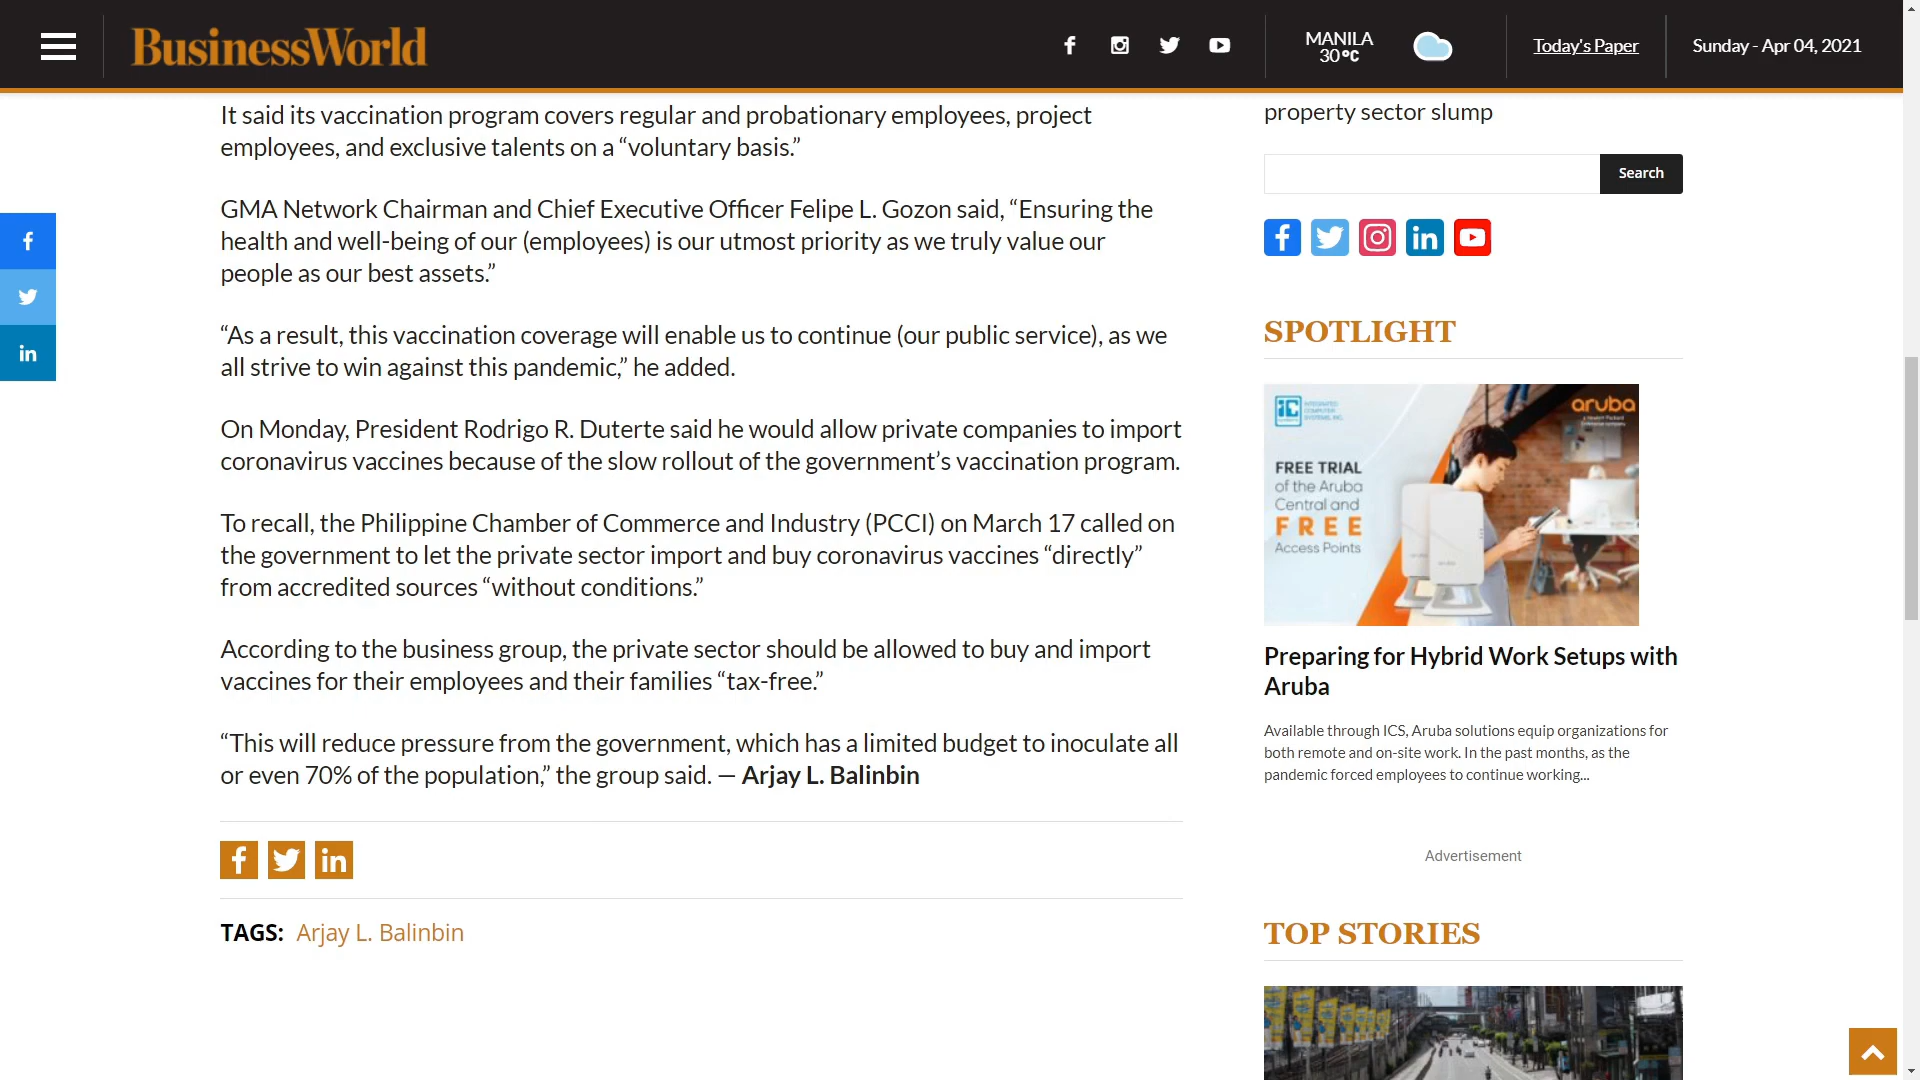 BusinessWorld
MANILA
30°C
Today's Paper
Sunday - Apr 04, 2021
It said its vaccination program covers regular and probationary employees, project
employees, and exclusive talents on a “voluntary basis.”
GMA Network Chairman and Chief Executive Officer Felipe L. Gozon said, “Ensuring the
health and well-being of our (employees) is our utmost priority as we truly value our
people as our best assets.”
“As a result, this vaccination coverage will enable us to continue (our public service), as we
all strive to win against this pandemic,” he added.
On Monday, President Rodrigo R. Duterte said he would allow private companies to import
coronavirus vaccines because of the slow rollout of the government’s vaccination program.
To recall, the Philippine Chamber of Commerce and Industry (PCCI) on March 17 called on
the government to let the private sector import and buy coronavirus vaccines “directly”
from accredited sources “without conditions.”
According to the business group, the private sector should be allowed to buy and import
vaccines for their employees and their families “tax-free.”
“This will reduce pressure from the government, which has a limited budget to inoculate all
or even 70% of the population,” the group said. — Arjay L. Balinbin
TAGS: Arjay L. Balinbin
property sector slump
Search
SPOTLIGHT
INTEGRATED
COMPUTER
SYSTEMS, INC.
aruba
a Hewlett Packard
Enterprise company
FREE TRIAL
of the Aruba
Central and
FREE
Access Points
Preparing for Hybrid Work Setups with
Aruba
Available through ICS, Aruba solutions equip organizations for
both remote and on-site work. In the past months, as the
pandemic forced employees to continue working...
Advertisement
TOP STORIES